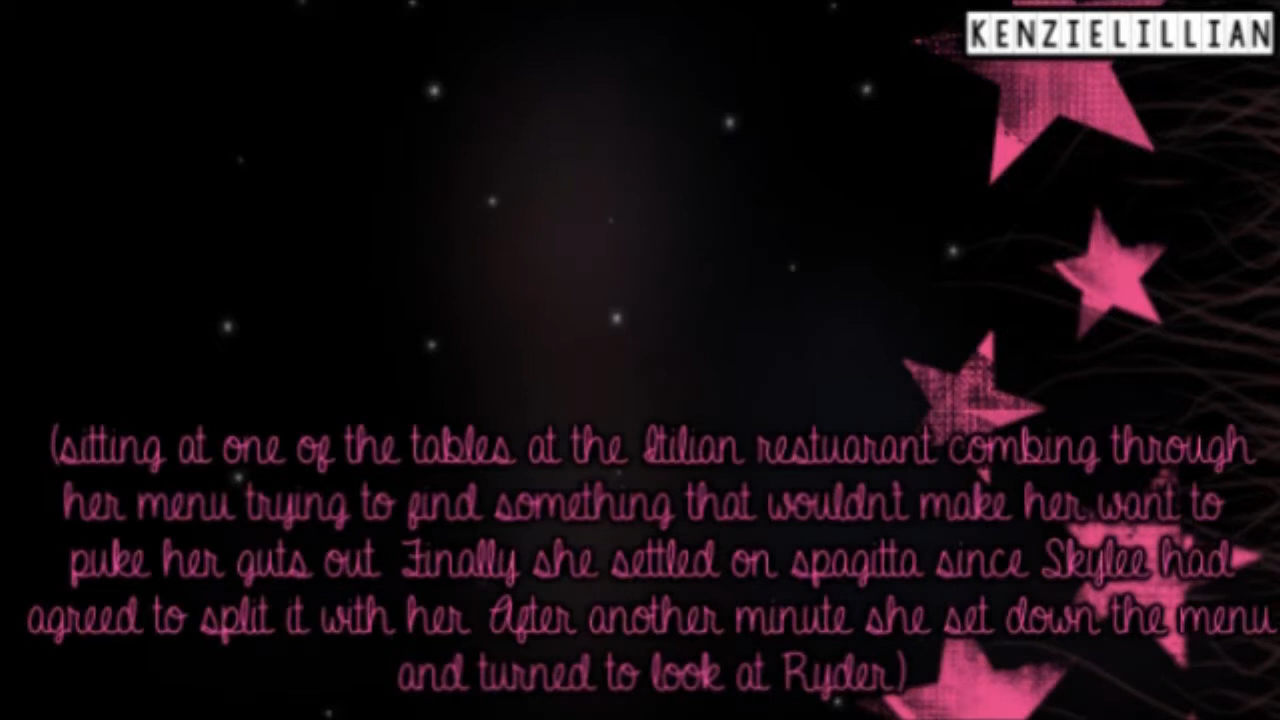 KENZIELILLIAN
(sitting at one of the tables at the Itilian restuarant combing through
her menu trying to find something that wouldnt make her want to
puke her guts out Finally she settled on spagitta since Skylee had
agreed to split it with her After another minute she set down the menu
and turned to look at Ryder)